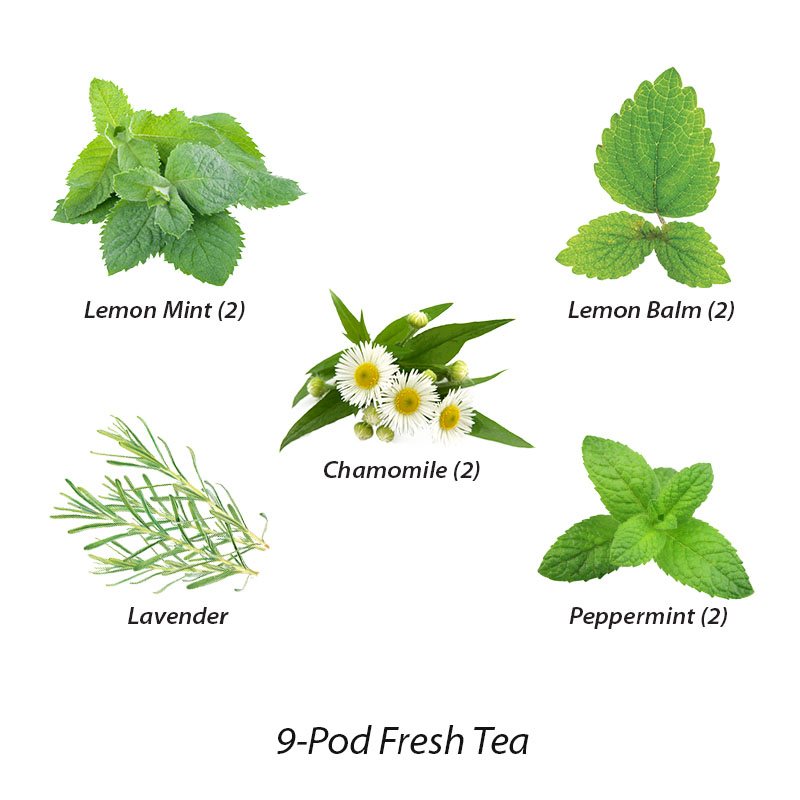 Lemon Mint (2)
Lemon Balm (2)
Chamomile (2)
Lavender
Peppermint (2)
9-Pod Fresh Tea